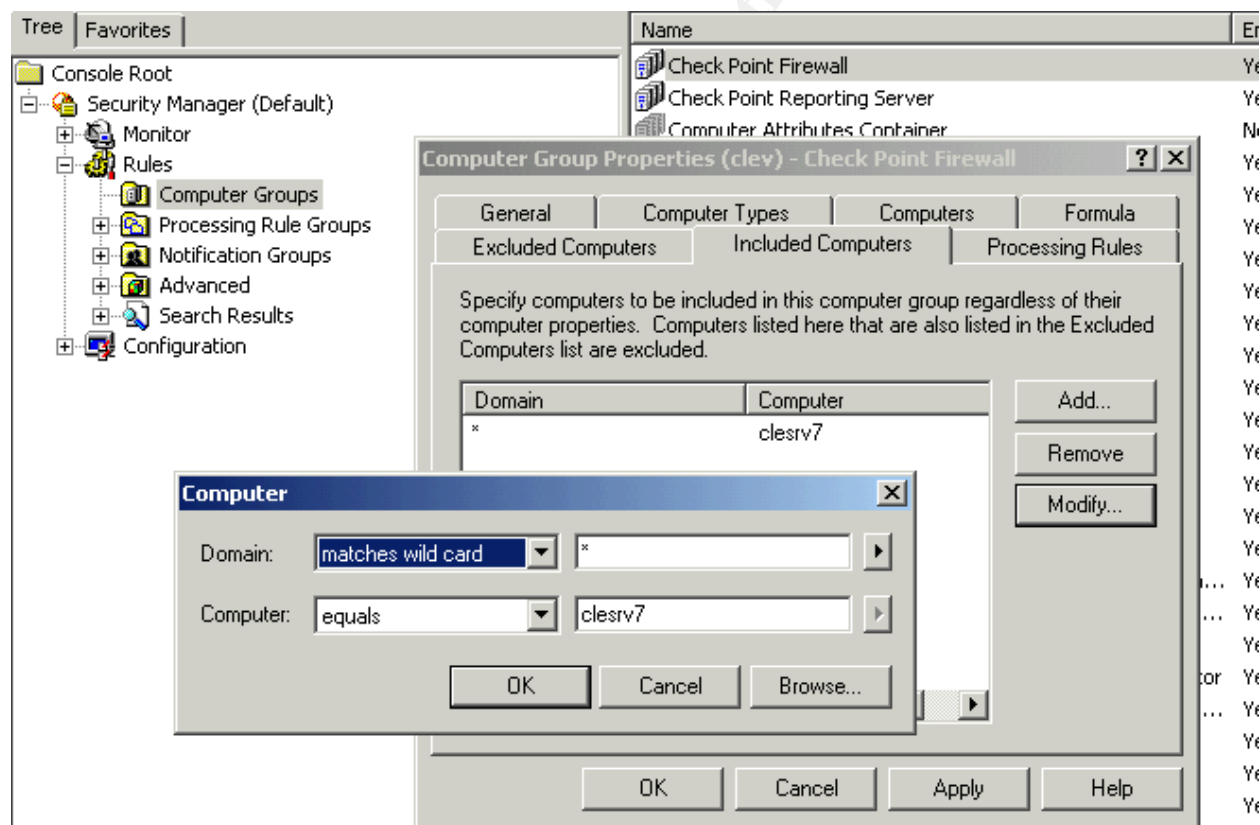 Tree Favorites
Console Root
Security Manager (Default)
Monitor
Rules
Computer Groups
Processing Rule Groups
Notification Groups
Advanced
Search Results
Configuration
Name
Check Point Firewall
Check Point Reporting Server
Computer Attributes Container
Computer Group Properties (clev) - Check Point Firewall
General Computer Types Computers Formula
Excluded Computers Included Computers Processing Rules
Specify computers to be included in this computer group regardless of their
computer properties. Computers listed here that are also listed in the Excluded
Computers list are excluded.
Domain Computer
* clesrv7
Add...
Remove
Modify...
Computer
Domain: matches wild card *
Computer: equals clesrv7
OK Cancel Browse...
OK Cancel Apply Help